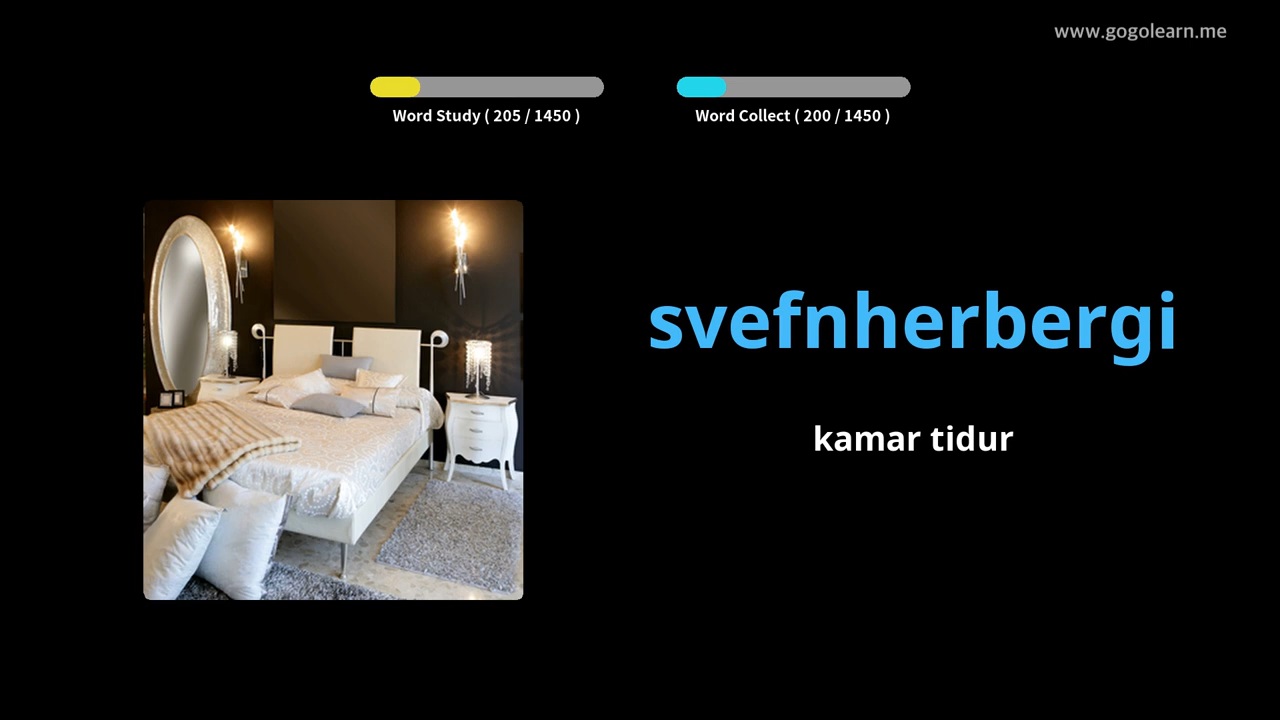 www.gogolearn.me
Word Study ( 205 / 1450 )
Word Collect ( 200 / 1450 )
svefnherbergi
kamar tidur